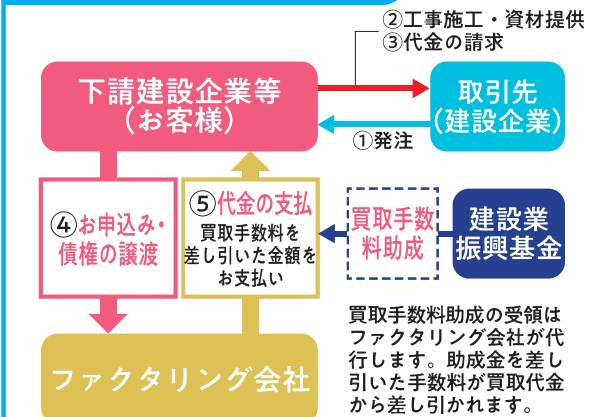 ②工事施工・資材提供
③代金の請求
下請建設企業等
（お客様）
取引先
（建設企業）
①発注
④お申込み・
債権の譲渡
⑤代金の支払
買取手数料を
差し引いた金額を
お支払い
買取手数
料助成
建設業
振興基金
買取手数料助成の受領は
ファクタリング会社が代
行します。助成金を差し
引いた手数料が買取代金
から差し引かれます。
ファクタリング会社